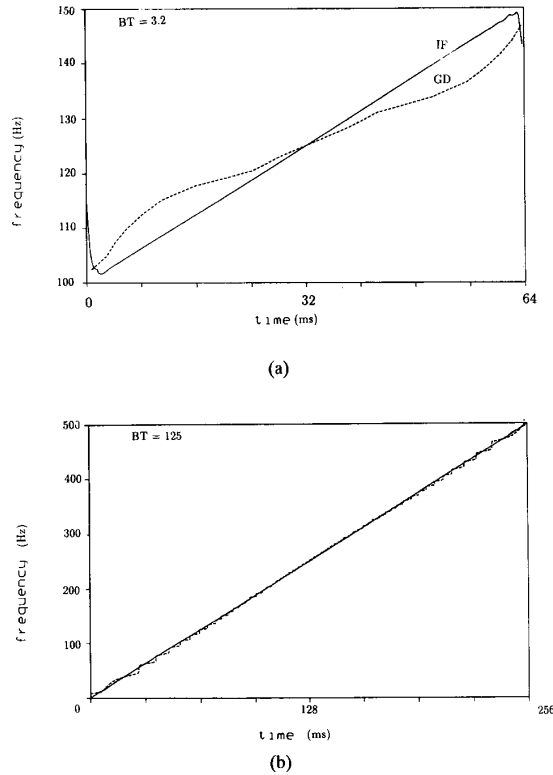 150
BT = 3.2
IF
140
GD
130
frequency (Hz)
120
110
100
0
32
64
time (ms)
(a)
500
BT = 125
400
frequency (Hz)
300
200
100
0
128
256
time (ms)
(b)